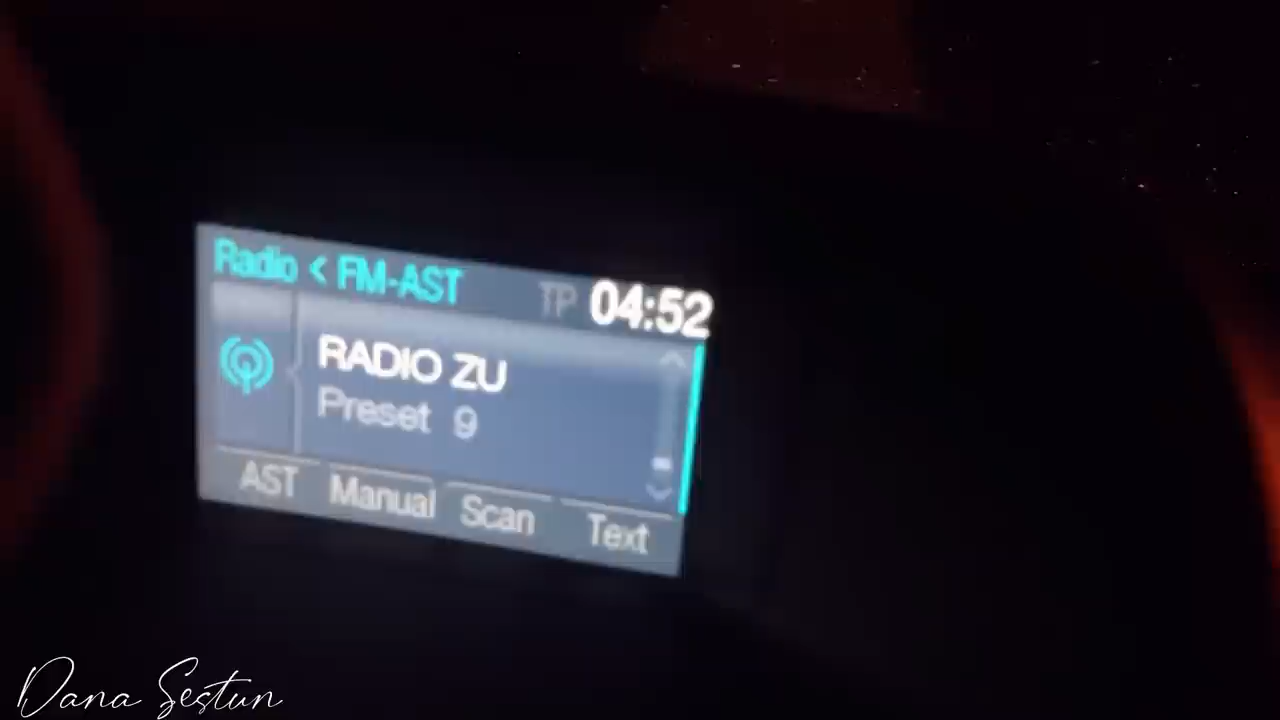 Radio < FM-AST TP 04:52
RADIO ZU
Preset 9
AST Manual Scan Text
Dana Sestun